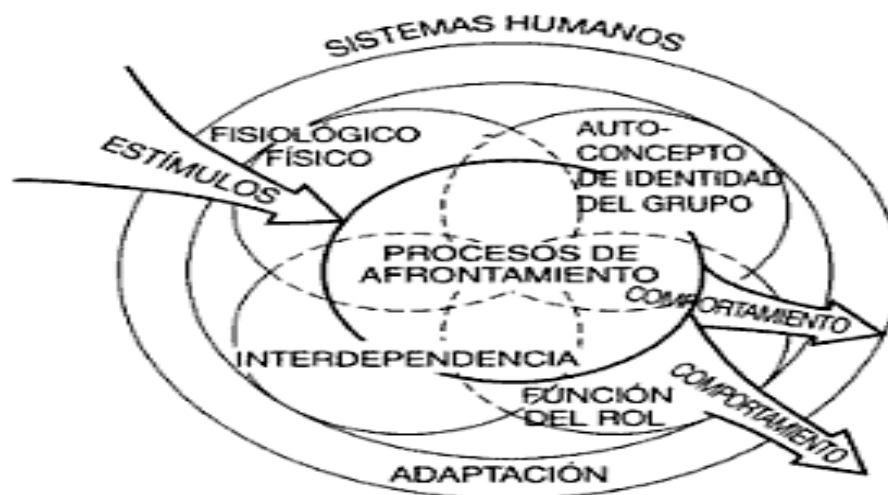 SISTEMAS HUMANOS
FISIOLÓGICO
FÍSICO
AUTO-
CONCEPTO
DE IDENTIDAD
DEL GRUPO
ESTÍMULOS
PROCESOS DE
AFRONTAMIENTO
COMPORTAMIENTO
INTERDEPENDENCIA
COMPORTAMIENTO
FUNCIÓN
DEL ROL
ADAPTACIÓN